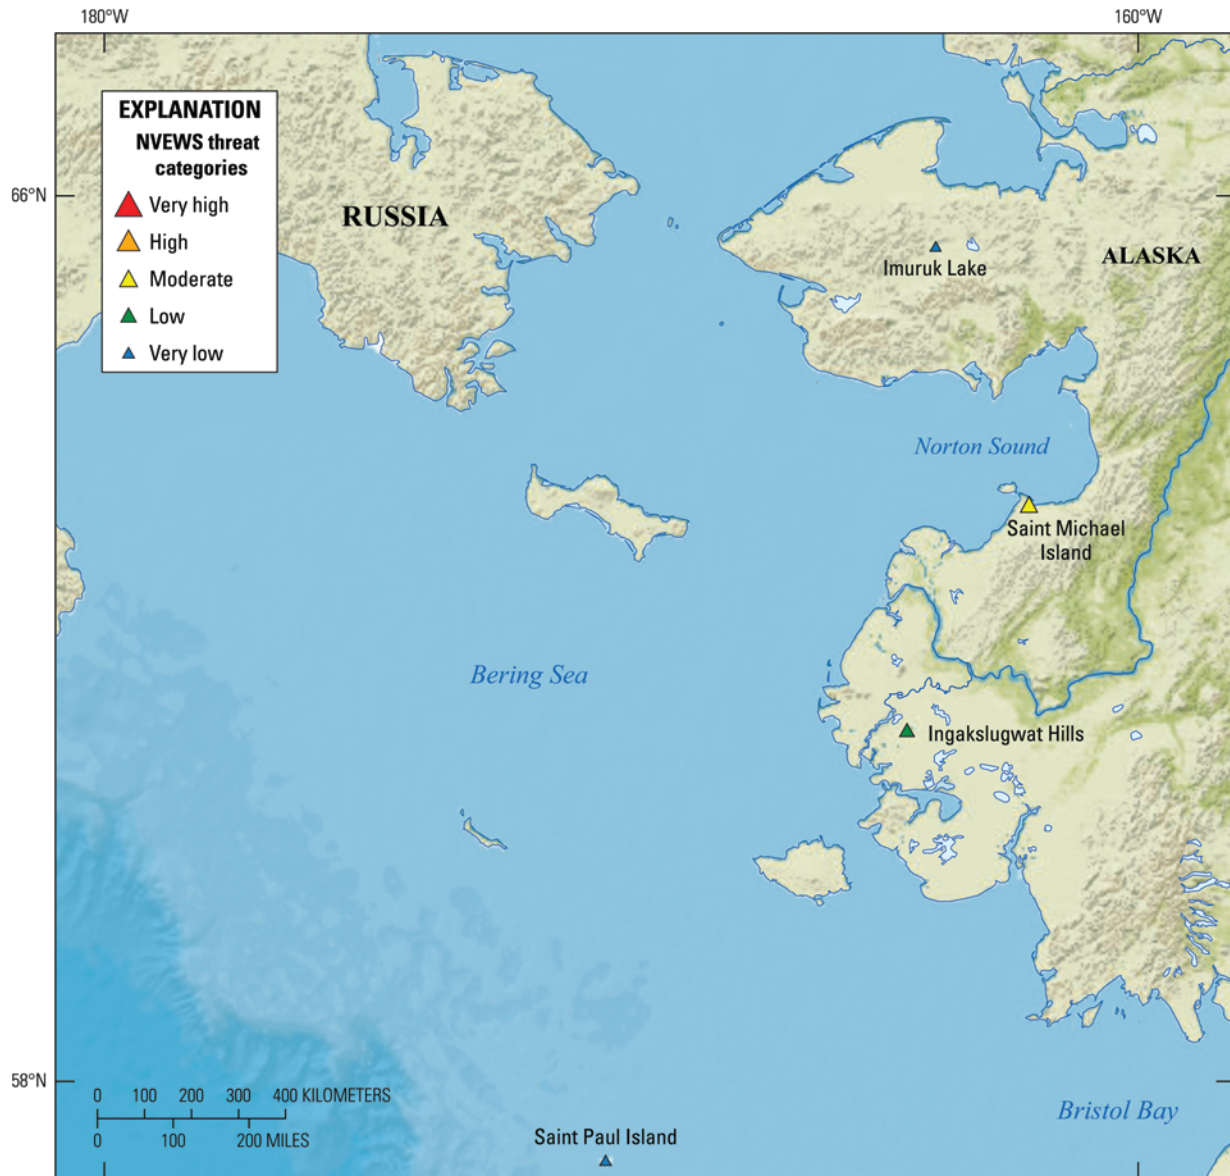 180°W
160°W
EXPLANATION
NVEWS threat
categories
Very high
High
Moderate
Low
Very low
66°N
RUSSIA
ALASKA
Imuruk Lake
Norton Sound
Saint Michael
Island
Bering Sea
Ingakslugwat Hills
58°N
0 100 200 300 400 KILOMETERS
0 100 200 MILES
Bristol Bay
Saint Paul Island